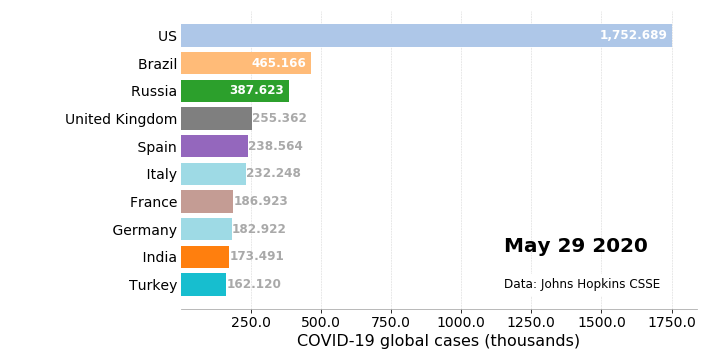 US 1,752.689
Brazil 465.166
Russia 387.623
United Kingdom 255.362
Spain 238.564
Italy 232.248
France 186.923
Germany 182.922
India 173.491
Turkey 162.120
May 29 2020
Data: Johns Hopkins CSSE
250.0 500.0 750.0 1000.0 1250.0 1500.0 1750.0
COVID-19 global cases (thousands)